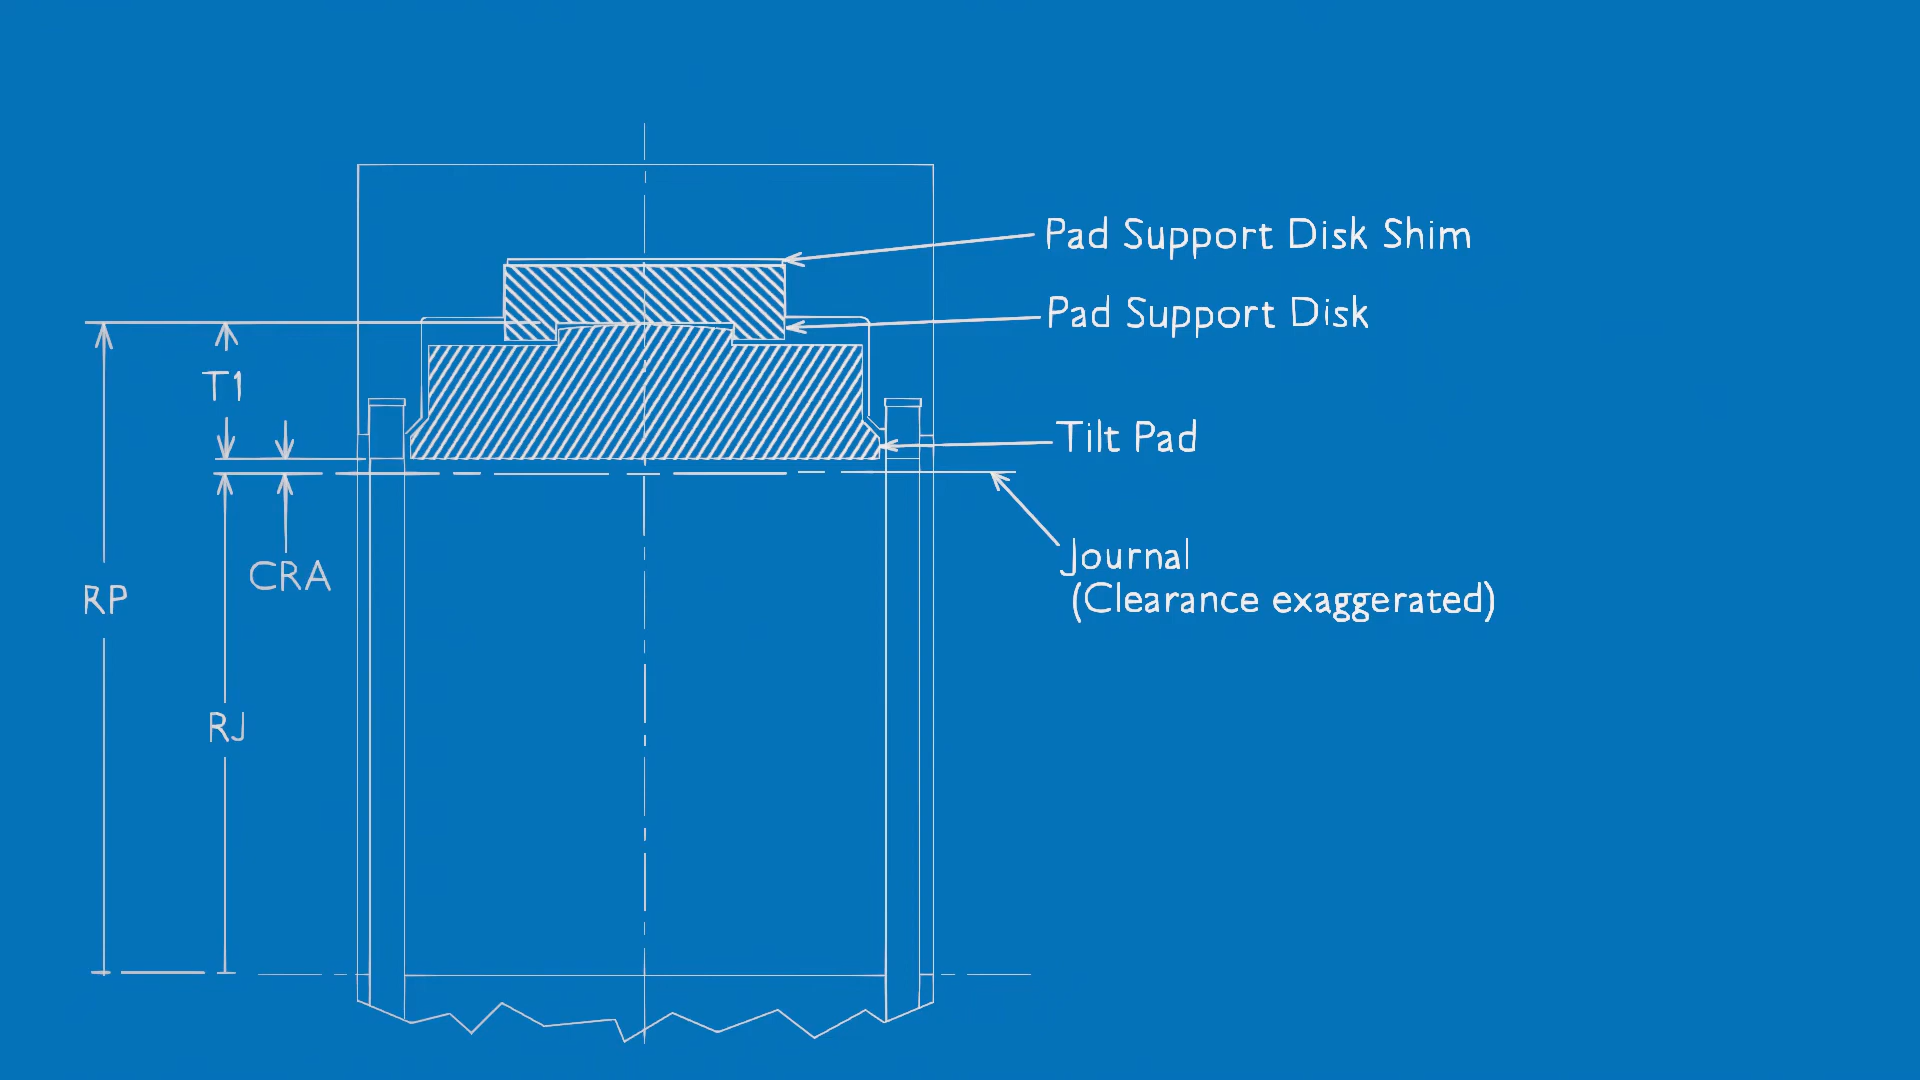 Pad Support Disk Shim
Pad Support Disk
T1
Tilt Pad
Journal
(Clearance exaggerated)
CRA
RP
RJ